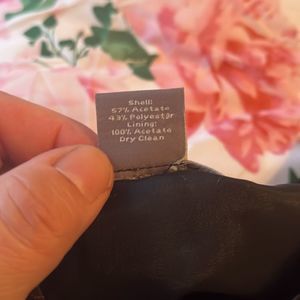 Shell:
57% Acetate
43% Polyester
Lining:
100% Acetate
Dry Clean